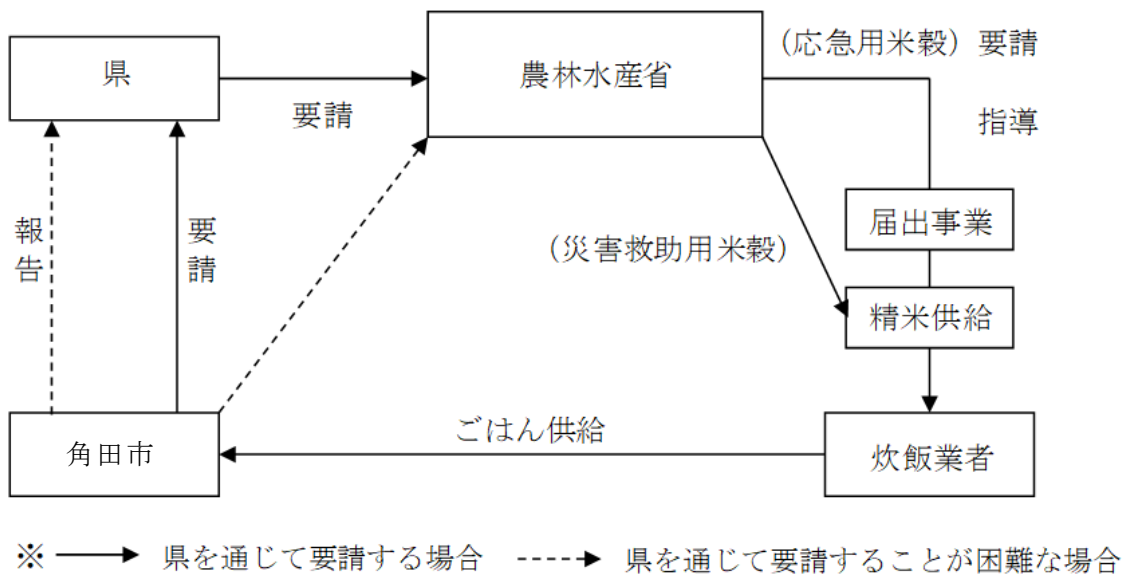 県
農林水産省
（応急用米穀）要請
要請
指導
報告
要請
届出事業
（災害救助用米穀）
精米供給
ごはん供給
角田市
炊飯業者
※ 県を通じて要請する場合 県を通じて要請することが困難な場合